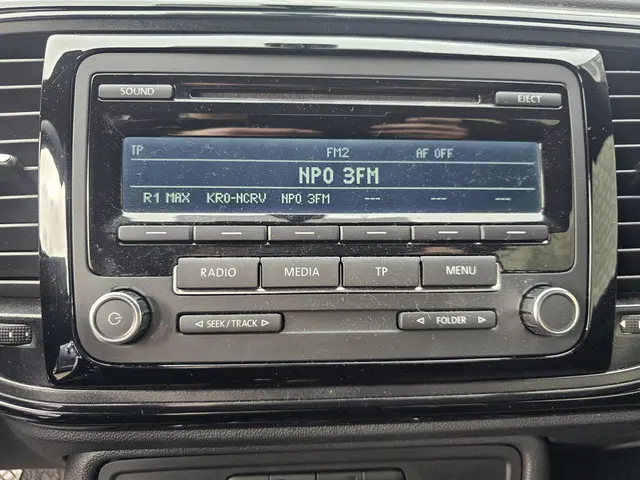 SOUND
EJECT
TP FM2 AF OFF
NPO 3FM
R1 MAX KRO-NCRV NPO 3FM --- --- ---
RADIO MEDIA TP MENU
SEEK/TRACK
FOLDER